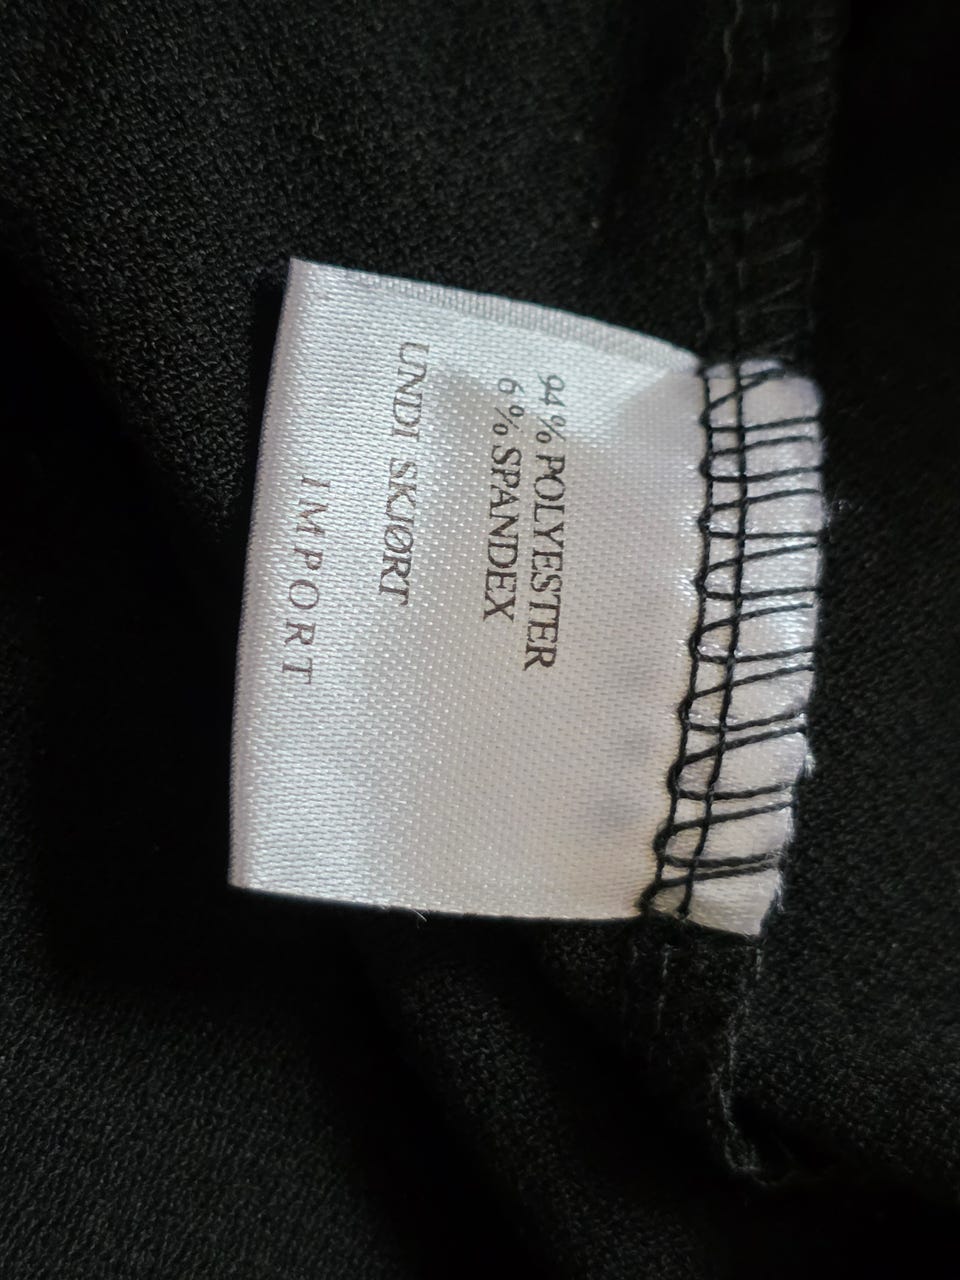 94% POLYESTER
6% SPANDEX
UNDI SKJØRT
IMPORT